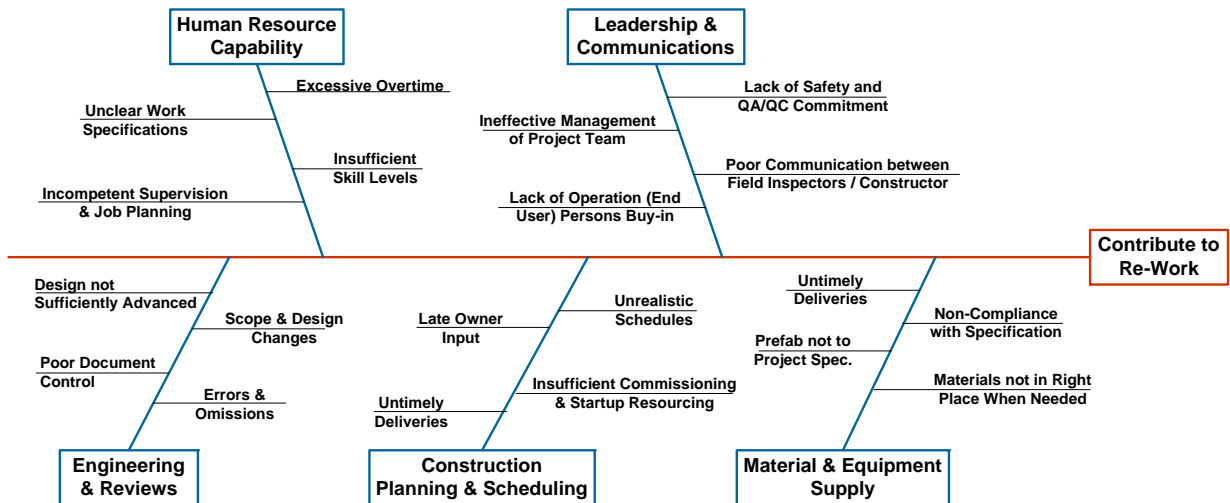 Human Resource
Capability
Leadership &
Communications
Excessive Overtime
Unclear Work
Specifications
Insufficient
Skill Levels
Incompetent Supervision
& Job Planning
Lack of Safety and
QA/QC Commitment
Ineffective Management
of Project Team
Poor Communication between
Field Inspectors / Constructor
Lack of Operation (End
User) Persons Buy-in
Contribute to
Re-Work
Design not
Sufficiently Advanced
Scope & Design
Changes
Poor Document
Control
Errors &
Omissions
Unrealistic
Schedules
Late Owner
Input
Insufficient Commissioning
& Startup Resourcing
Untimely
Deliveries
Untimely
Deliveries
Non-Compliance
with Specification
Prefab not to
Project Spec.
Materials not in Right
Place When Needed
Engineering
& Reviews
Construction
Planning & Scheduling
Material & Equipment
Supply